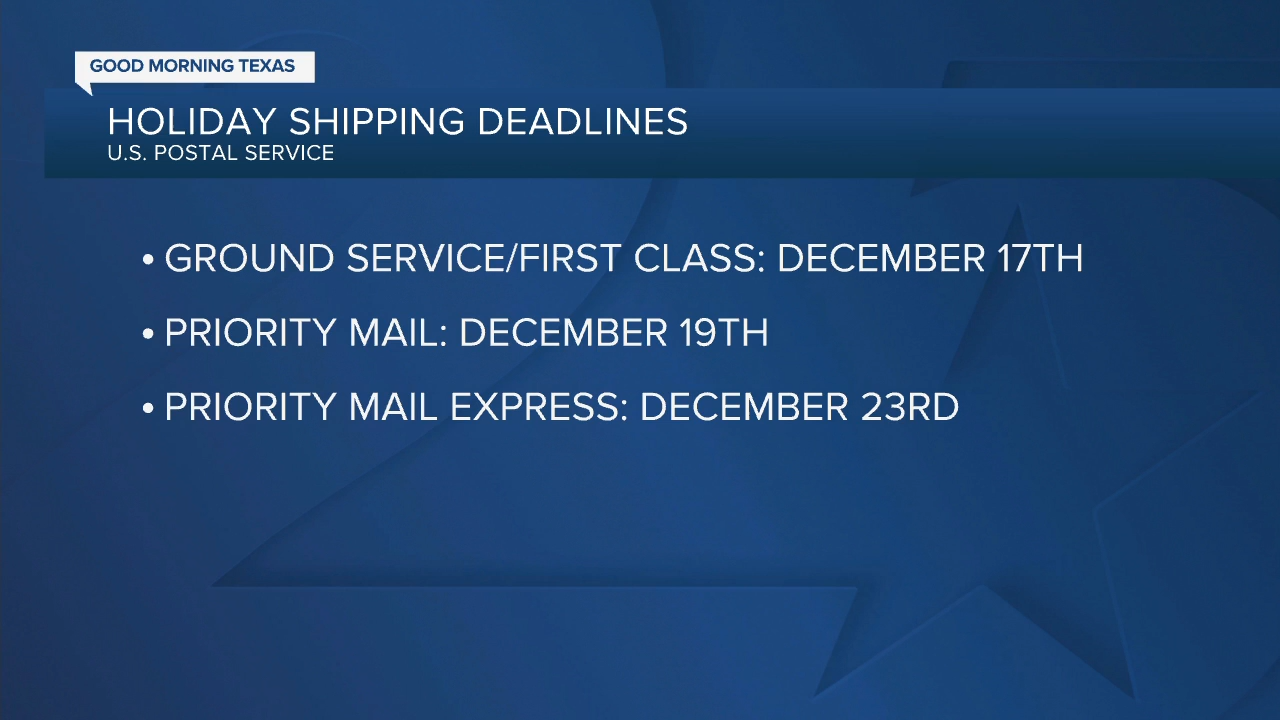 GOOD MORNING TEXAS
HOLIDAY SHIPPING DEADLINES
U.S. POSTAL SERVICE
• GROUND SERVICE/FIRST CLASS: DECEMBER 17TH
• PRIORITY MAIL: DECEMBER 19TH
• PRIORITY MAIL EXPRESS: DECEMBER 23RD